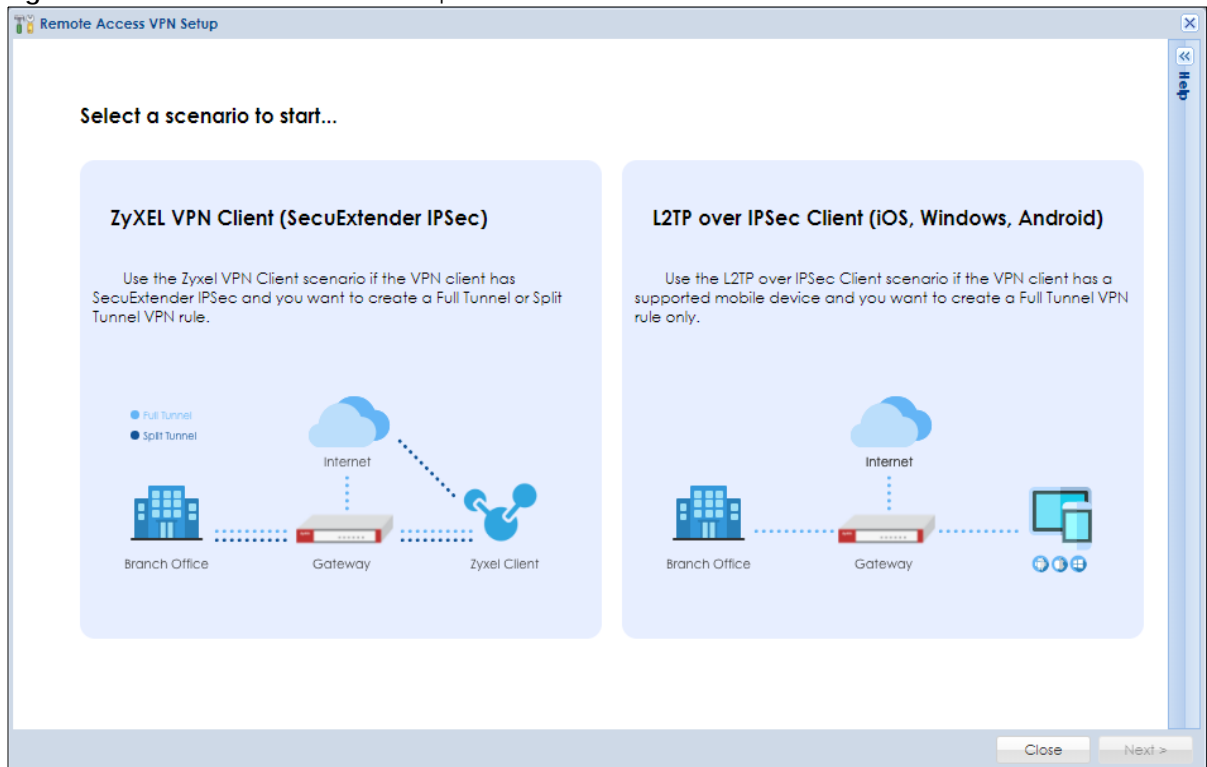 Remote Access VPN Setup
Help
Select a scenario to start...
ZyXEL VPN Client (SecuExtender IPSec)
Use the Zyxel VPN Client scenario if the VPN client has
SecuExtender IPSec and you want to create a Full Tunnel or Split
Tunnel VPN rule.
Full Tunnel
Split Tunnel
Internet
Branch Office
Gateway
Zyxel Client
L2TP over IPSec Client (iOS, Windows, Android)
Use the L2TP over IPSec Client scenario if the VPN client has a
supported mobile device and you want to create a Full Tunnel VPN
rule only.
Internet
Branch Office
Gateway
Close
Next >